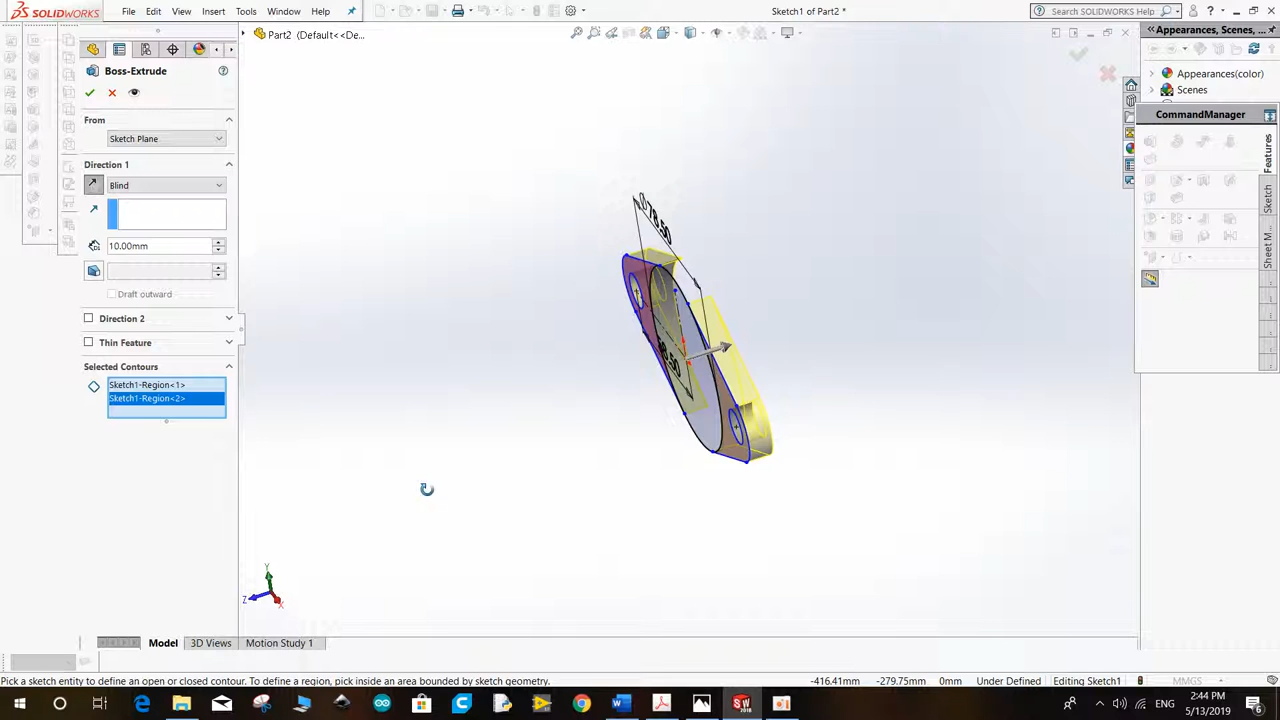 SOLIDWORKS
File Edit View Insert Tools Window Help
Sketch1 of Part2 *
Search SOLIDWORKS Help
Part2 (Default<<De...
Appearances, Scenes, ...
Boss-Extrude
Appearances(color)
Scenes
CommandManager
From
Sketch Plane
Features
Direction 1
Blind
Sketch
10.00mm
Sheet M...
Draft outward
Direction 2
Thin Feature
Selected Contours
Sketch1-Region<1>
Sketch1-Region<2>
78.50
Y
Z
X
Model 3D Views Motion Study 1
Pick a sketch entity to define an open or closed contour. To define a region, pick inside an area bounded by sketch geometry.
-416.41mm -279.75mm 0mm Under Defined Editing Sketch1 MMGS
ENG
2:44 PM
5/13/2019